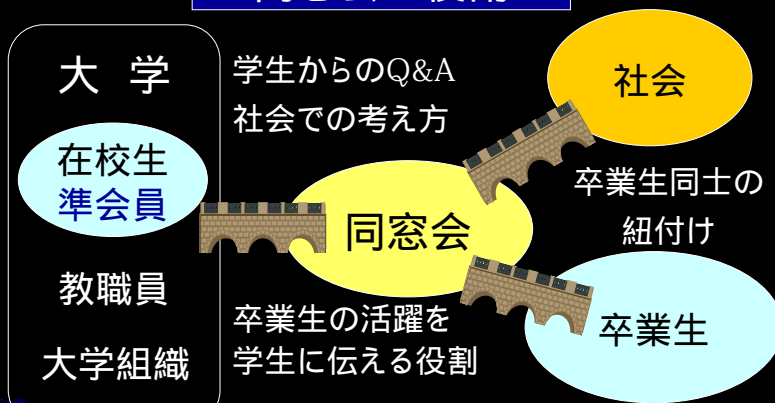 大 学
在校生
準会員
教職員
大学組織
学生からのQ&A
社会での考え方
同窓会
卒業生の活躍を
学生に伝える役割
社会
卒業生同士の
紐付け
卒業生